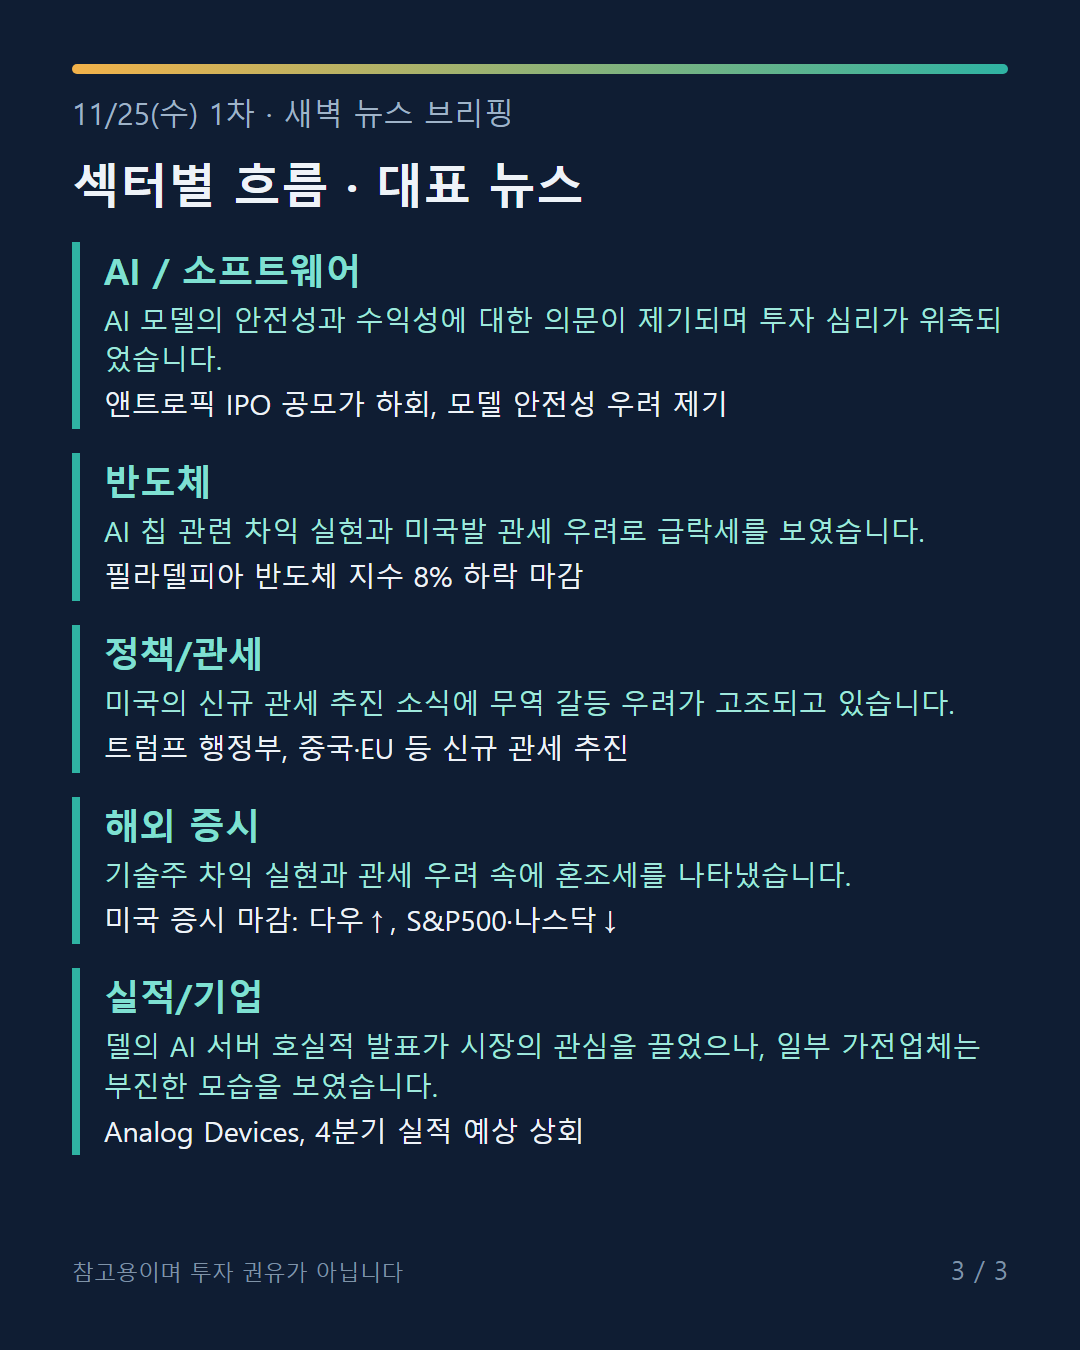 11/25(수) 1차 · 새벽 뉴스 브리핑
섹터별 흐름 · 대표 뉴스
AI / 소프트웨어
AI 모델의 안전성과 수익성에 대한 의문이 제기되며 투자 심리가 위축되
었습니다.
앤트로픽 IPO 공모가 하회, 모델 안전성 우려 제기
반도체
AI 칩 관련 차익 실현과 미국발 관세 우려로 급락세를 보였습니다.
필라델피아 반도체 지수 8% 하락 마감
정책/관세
미국의 신규 관세 추진 소식에 무역 갈등 우려가 고조되고 있습니다.
트럼프 행정부, 중국·EU 등 신규 관세 추진
해외 증시
기술주 차익 실현과 관세 우려 속에 혼조세를 나타냈습니다.
미국 증시 마감: 다우↑, S&P500·나스닥↓
실적/기업
델의 AI 서버 호실적 발표가 시장의 관심을 끌었으나, 일부 가전업체는
부진한 모습을 보였습니다.
Analog Devices, 4분기 실적 예상 상회
참고용이며 투자 권유가 아닙니다
3 / 3